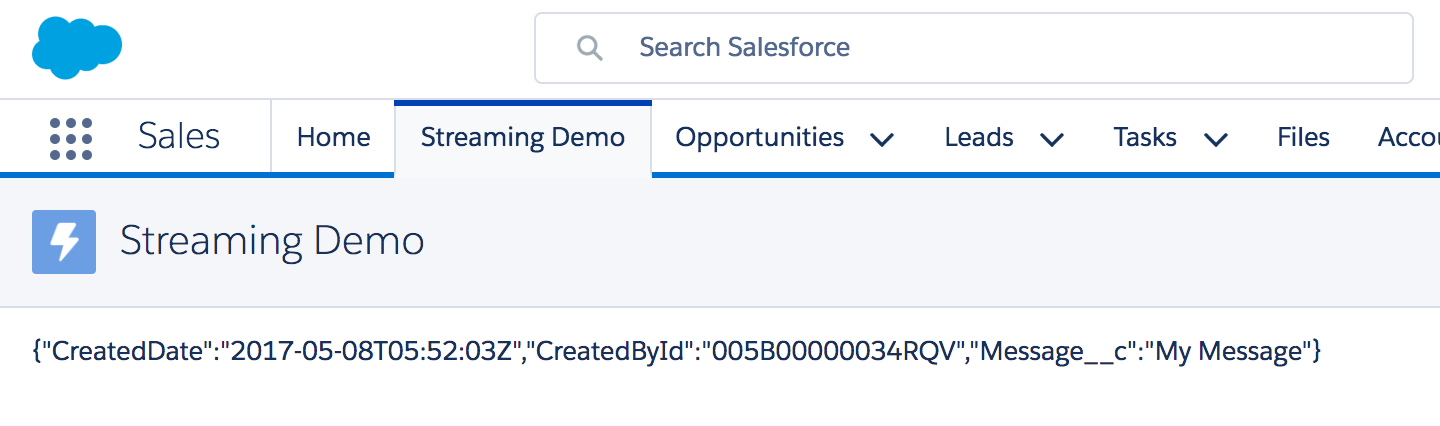 Search Salesforce
Sales Home Streaming Demo Opportunities Leads Tasks Files Accou
Streaming Demo
{"CreatedDate":"2017-05-08T05:52:03Z","CreatedById":"005B00000034RQV","Message__c":"My Message"}